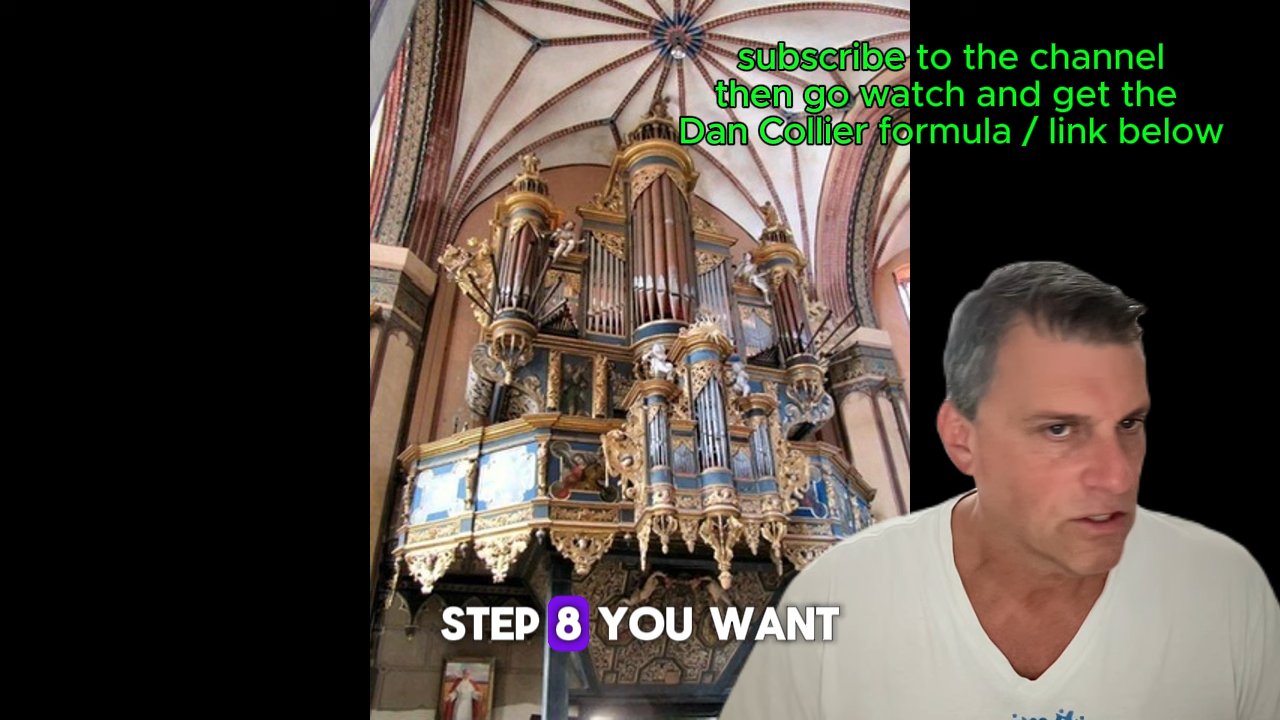 subscribe to the channel
then go watch and get the
Dan Collier formula / link below
STEP 8 YOU WANT